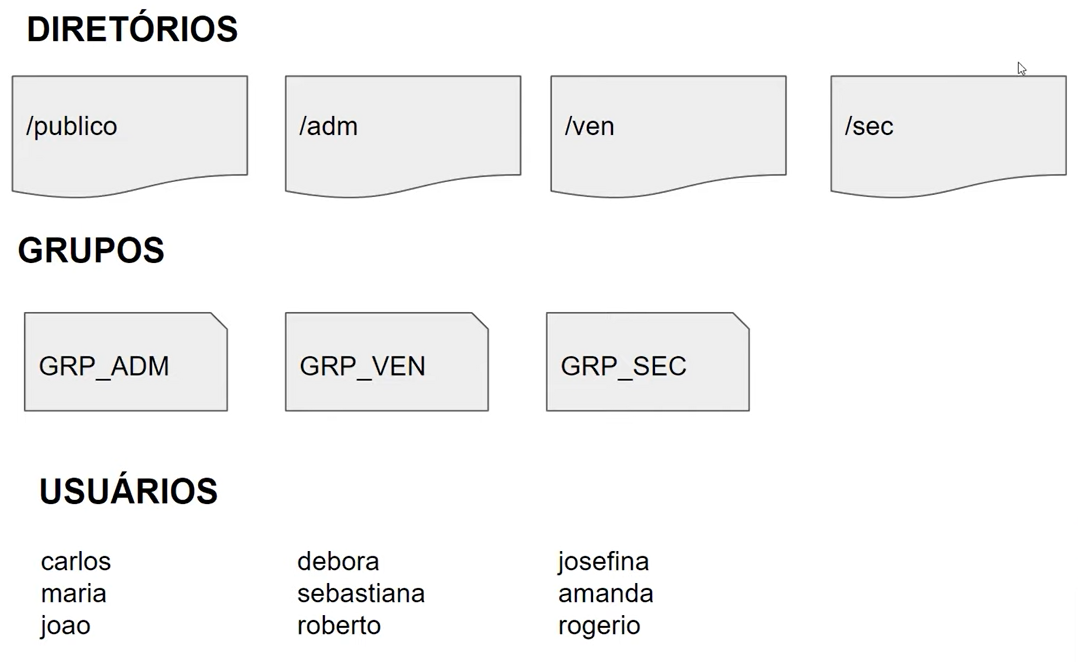 DIRETÓRIOS
/publico
/adm
/ven
/sec
GRUPOS
GRP_ADM
GRP_VEN
GRP_SEC
USUÁRIOS
carlos
maria
joao
debora
sebastiana
roberto
josefina
amanda
rogerio